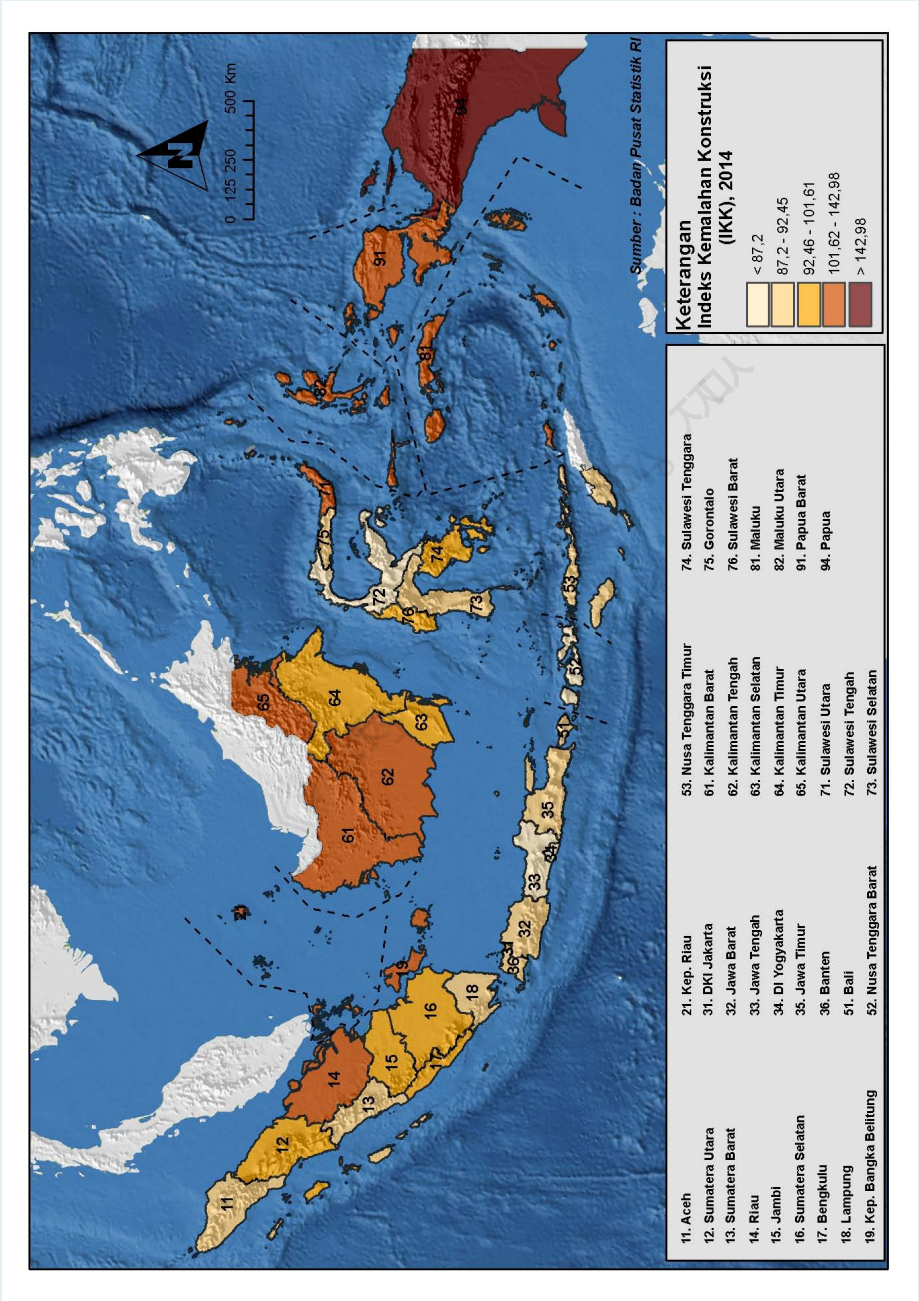 N
0 125 250 500 Km
11
12
13
14
15
16
17
18
19
21
31
32
33
34
35
36
51
52
53
61
62
63
64
65
71
72
73
74
75
76
81
82
91
94
Sumber : Badan Pusat Statistik RI
11. Aceh
12. Sumatera Utara
13. Sumatera Barat
14. Riau
15. Jambi
16. Sumatera Selatan
17. Bengkulu
18. Lampung
19. Kep. Bangka Belitung
21. Kep. Riau
31. DKI Jakarta
32. Jawa Barat
33. Jawa Tengah
34. DI Yogyakarta
35. Jawa Timur
36. Banten
51. Bali
52. Nusa Tenggara Barat
53. Nusa Tenggara Timur
61. Kalimantan Barat
62. Kalimantan Tengah
63. Kalimantan Selatan
64. Kalimantan Timur
65. Kalimantan Utara
71. Sulawesi Utara
72. Sulawesi Tengah
73. Sulawesi Selatan
74. Sulawesi Tenggara
75. Gorontalo
76. Sulawesi Barat
81. Maluku
82. Maluku Utara
91. Papua Barat
94. Papua
Keterangan
Indeks Kemalahan Konstruksi
(IKK), 2014
< 87,2
87,2 - 92,45
92,46 - 101,61
101,62 - 142,98
> 142,98